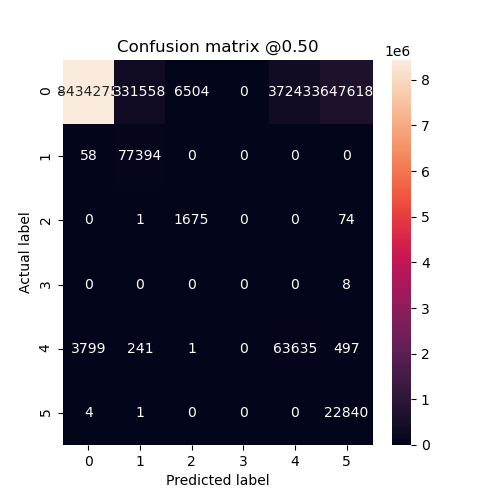 Confusion matrix @0.50
1e6
0 331558 6504 0 372433 647618
1 58 77394 0 0 0 0
2 0 1 1675 0 0 74
3 0 0 0 0 0 8
4 3799 241 1 0 63635 497
5 4 1 0 0 0 22840
0 1 2 3 4 5
Predicted label
Actual label
8
7
6
5
4
3
2
1
0